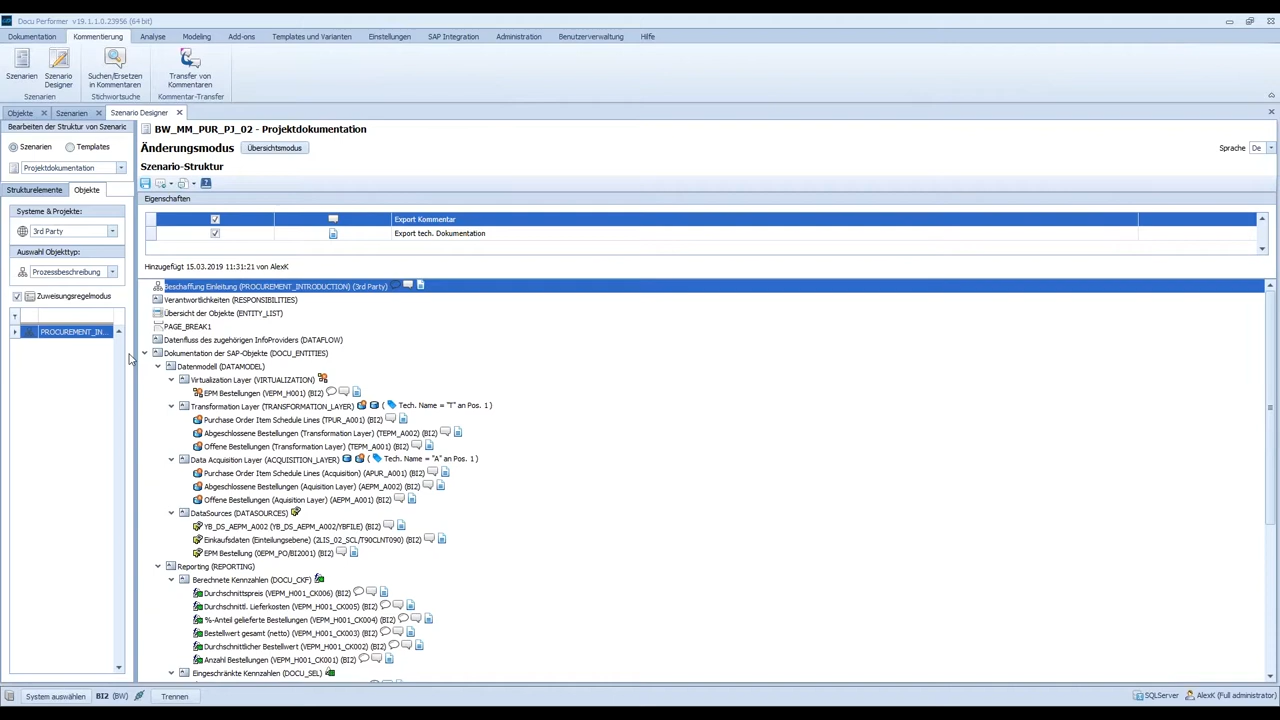 Docu Performer v19.1.1.0.23956 (64 bit)
Dokumentation Kommentierung Analyse Modeling Add-ons Templates und Varianten Einstellungen SAP Integration Administration Benutzerverwaltung Hilfe
Szenarien Szenario Designer Suchen/Ersetzen in Kommentaren Transfer von Kommentaren
Szenarien Stichwortsuche Kommentar-Transfer
Objekte Szenarien Szenario Designer
Bearbeiten der Struktur von Szenaric
Szenarien Templates
Projektdokumentation
Strukturelemente Objekte
Systeme & Projekte:
3rd Party
Auswahl Objekttyp:
Prozessbeschreibung
Zuweisungsregelmodus
PROCUREMENT_IN...
BW_MM_PUR_PJ_02 - Projektdokumentation
Änderungsmodus Übersichtsmodus
Sprache De
Szenario-Struktur
Eigenschaften
Export Kommentar
Export tech. Dokumentation
Hinzugefügt 15.03.2019 11:31:21 von AlexK
Beschaffung Einleitung (PROCUREMENT_INTRODUCTION) (3rd Party)
Verantwortlichkeiten (RESPONSIBILITIES)
Übersicht der Objekte (ENTITY_LIST)
PAGE_BREAK1
Datenfluss des zugehörigen InfoProviders (DATAFLOW)
Dokumentation der SAP-Objekte (DOCU_ENTITIES)
Datenmodell (DATAMODEL)
Virtualization Layer (VIRTUALIZATION)
EPM Bestellungen (VEPM_H001) (BI2)
Transformation Layer (TRANSFORMATION_LAYER) ( Tech. Name = "T" an Pos. 1 )
Purchase Order Item Schedule Lines (TPUR_A001) (BI2)
Abgeschlossene Bestellungen (Transformation Layer) (TEPM_A002) (BI2)
Offene Bestellungen (Transformation Layer) (TEPM_A001) (BI2)
Data Acquisition Layer (ACQUISITION_LAYER) ( Tech. Name = "A" an Pos. 1 )
Purchase Order Item Schedule Lines (Acquisition) (APUR_A001) (BI2)
Abgeschlossene Bestellungen (Aquisition Layer) (AEPM_A002) (BI2)
Offene Bestellungen (Aquisition Layer) (AEPM_A001) (BI2)
DataSources (DATASOURCES)
YB_DS_AEPM_A002 (YB_DS_AEPM_A002/YBFILE) (BI2)
Einkaufsdaten (Einteilungsebene) (2LIS_02_SCL/T90CLNT090) (BI2)
EPM Bestellung (0EPM_PO/BI2001) (BI2)
Reporting (REPORTING)
Berechnete Kennzahlen (DOCU_CKF)
Durchschnittspreis (VEPM_H001_CK006) (BI2)
Durchschnittl. Lieferkosten (VEPM_H001_CK005) (BI2)
%-Anteil gelieferte Bestellungen (VEPM_H001_CK004) (BI2)
Bestellwert gesamt (netto) (VEPM_H001_CK003) (BI2)
Durchschnittlicher Bestellwert (VEPM_H001_CK002) (BI2)
Anzahl Bestellungen (VEPM_H001_CK001) (BI2)
Eingeschränkte Kennzahlen (DOCU_SEL)
System auswählen BI2 (BW) Trennen SQLServer AlexK (Full administrator)